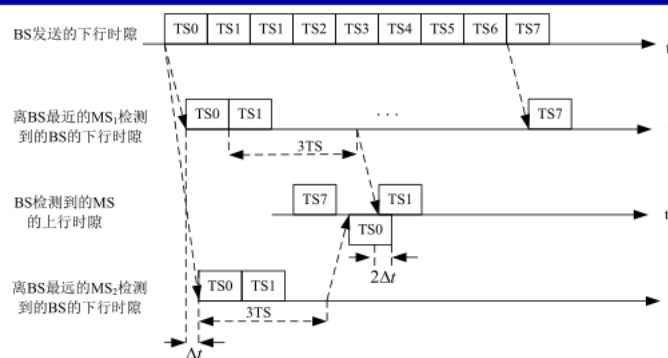 BS发送的下行时隙
TS0 TS1 TS1 TS2 TS3 TS4 TS5 TS6 TS7
t
离BS最近的MS₁检测
到的BS的下行时隙
TS0 TS1
...
TS7
3TS
BS检测到的MS
的上行时隙
TS7
TS1
t
TS0
2Δt
离BS最远的MS₂检测
到的BS的下行时隙
TS0 TS1
3TS
Δt